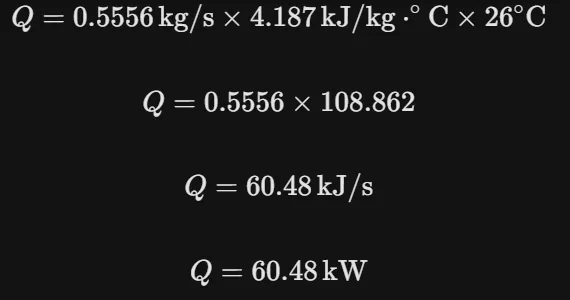 Q = 0.5556 kg/s × 4.187 kJ/kg ·° C × 26°C
Q = 0.5556 × 108.862
Q = 60.48 kJ/s
Q = 60.48 kW